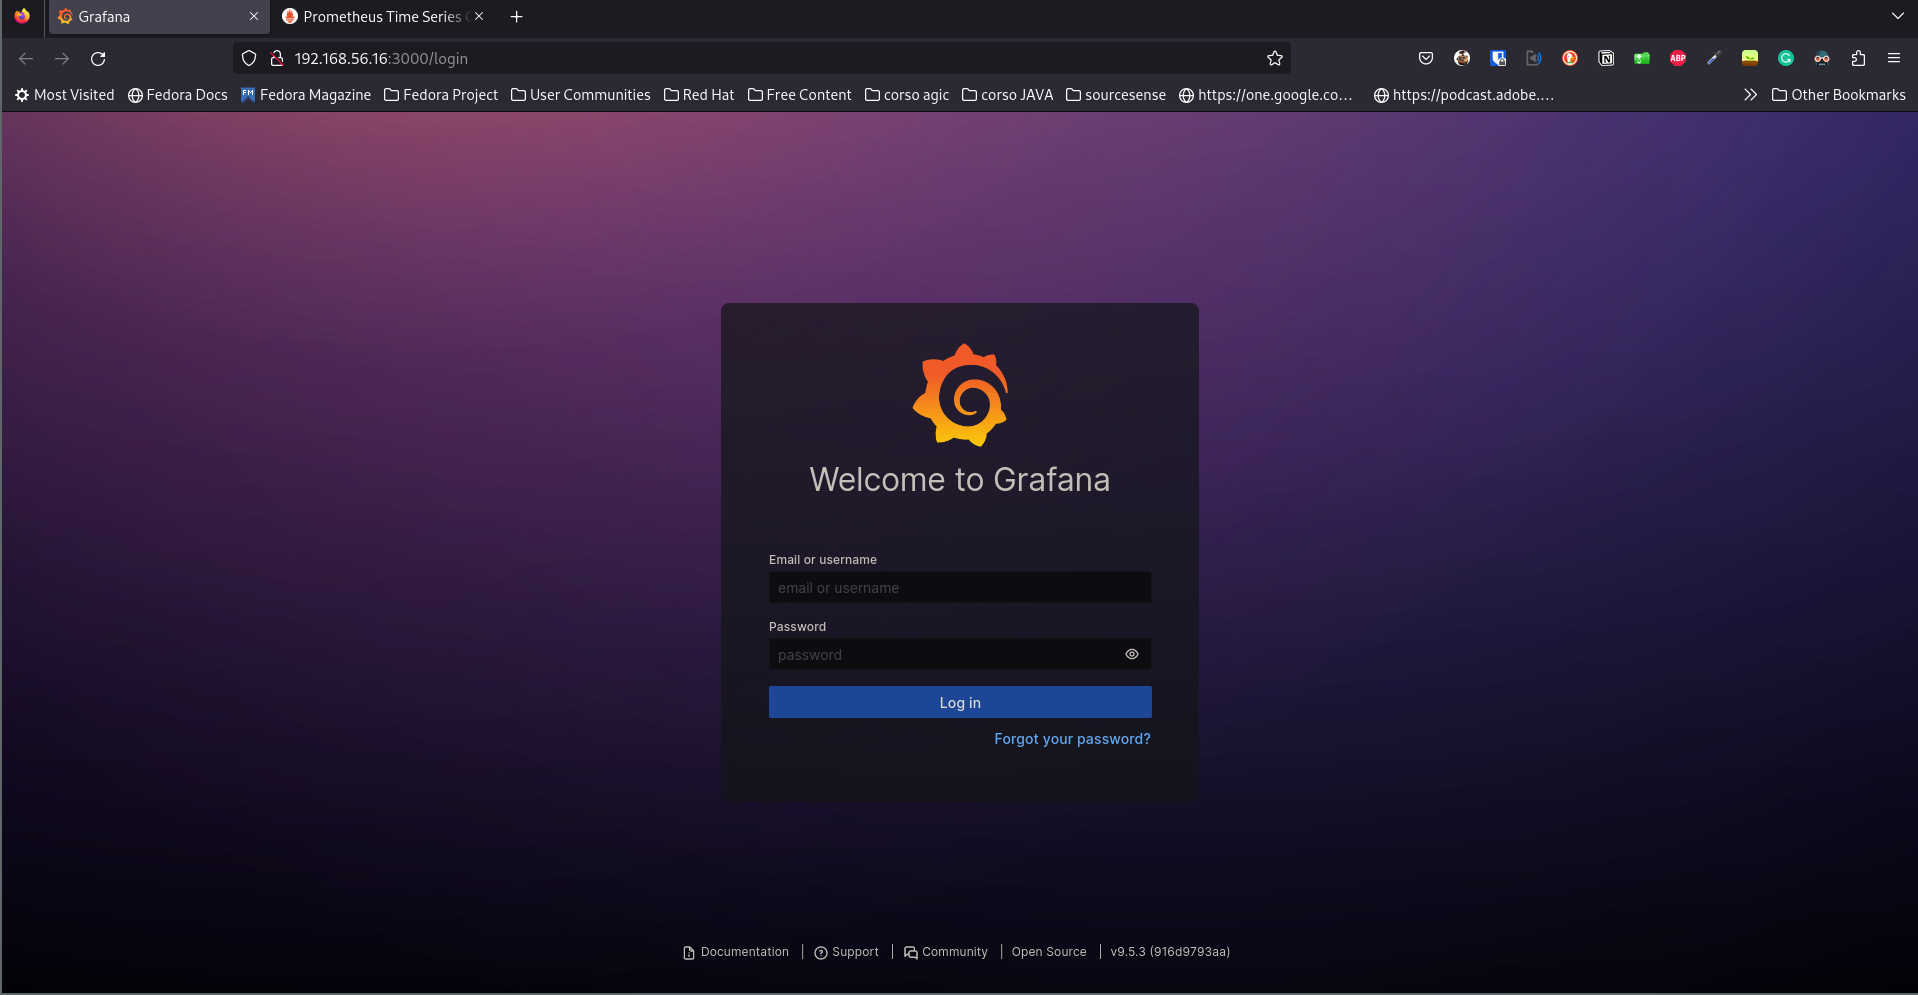 Grafana
Prometheus Time Series
192.168.56.16:3000/login
ABP
Most Visited
Fedora Docs
FM Fedora Magazine
Fedora Project
User Communities
Red Hat
Free Content
corso agic
corso JAVA
sourcesense
https://one.google.co…
https://podcast.adobe.…
Other Bookmarks
Welcome to Grafana
Email or username
email or username
Password
password
Log in
Forgot your password?
Documentation | Support | Community | Open Source | v9.5.3 (916d9793aa)